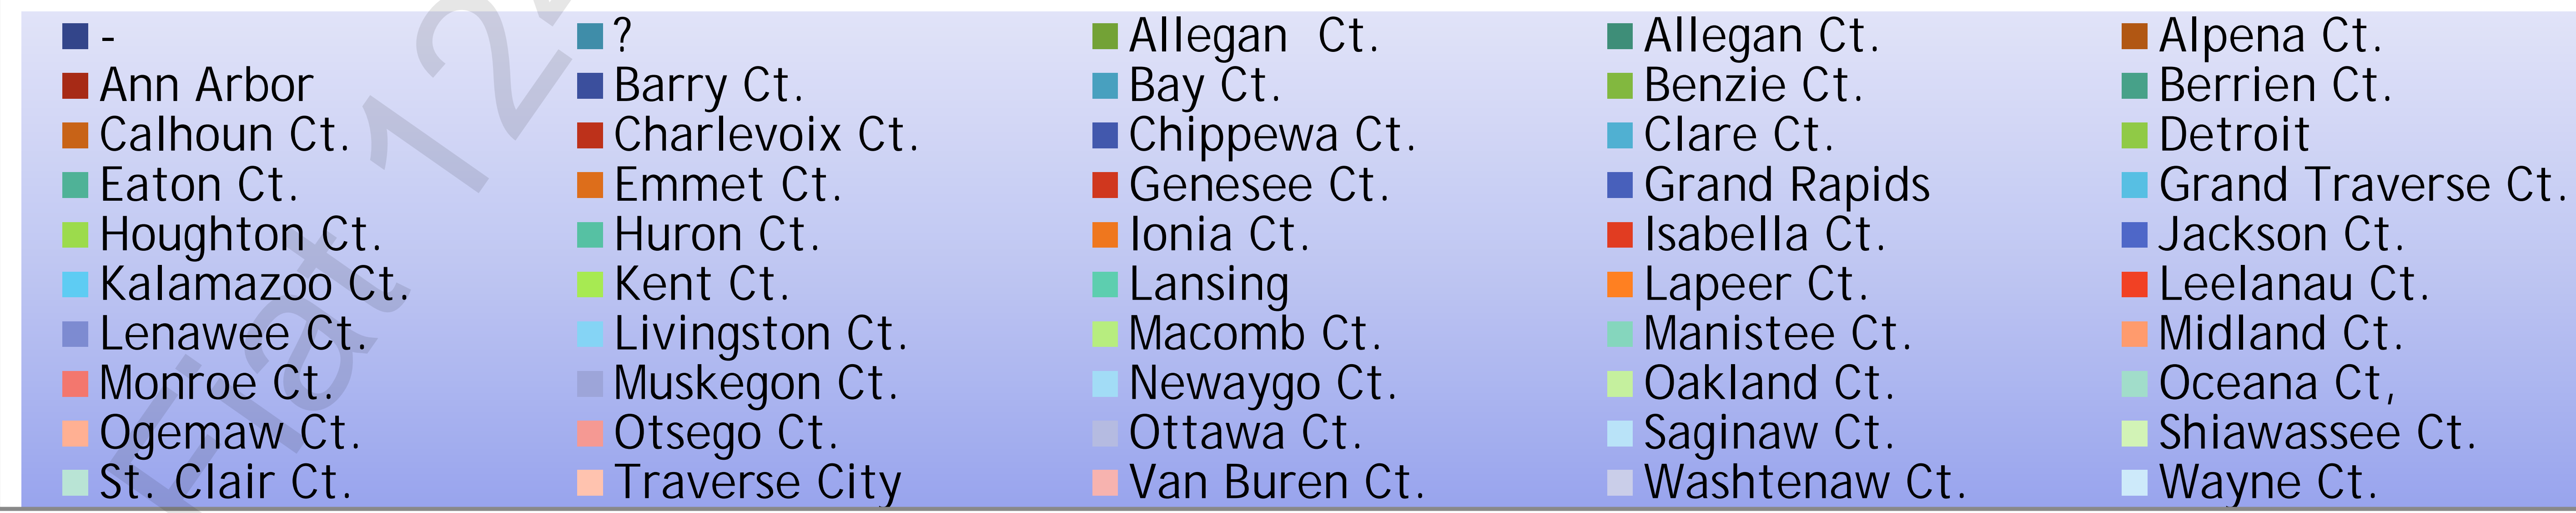 - ? Allegan  Ct. Allegan Ct. Alpena Ct.
Ann Arbor Barry Ct. Bay Ct. Benzie Ct. Berrien Ct.
Calhoun Ct. Charlevoix Ct. Chippewa Ct. Clare Ct. Detroit
Eaton Ct. Emmet Ct. Genesee Ct. Grand Rapids Grand Traverse Ct.
Houghton Ct. Huron Ct. Ionia Ct. Isabella Ct. Jackson Ct.
Kalamazoo Ct. Kent Ct. Lansing Lapeer Ct. Leelanau Ct.
Lenawee Ct. Livingston Ct. Macomb Ct. Manistee Ct. Midland Ct.
Monroe Ct. Muskegon Ct. Newaygo Ct. Oakland Ct. Oceana Ct,
Ogemaw Ct. Otsego Ct. Ottawa Ct. Saginaw Ct. Shiawassee Ct.
St. Clair Ct. Traverse City Van Buren Ct. Washtenaw Ct. Wayne Ct.
Fiat